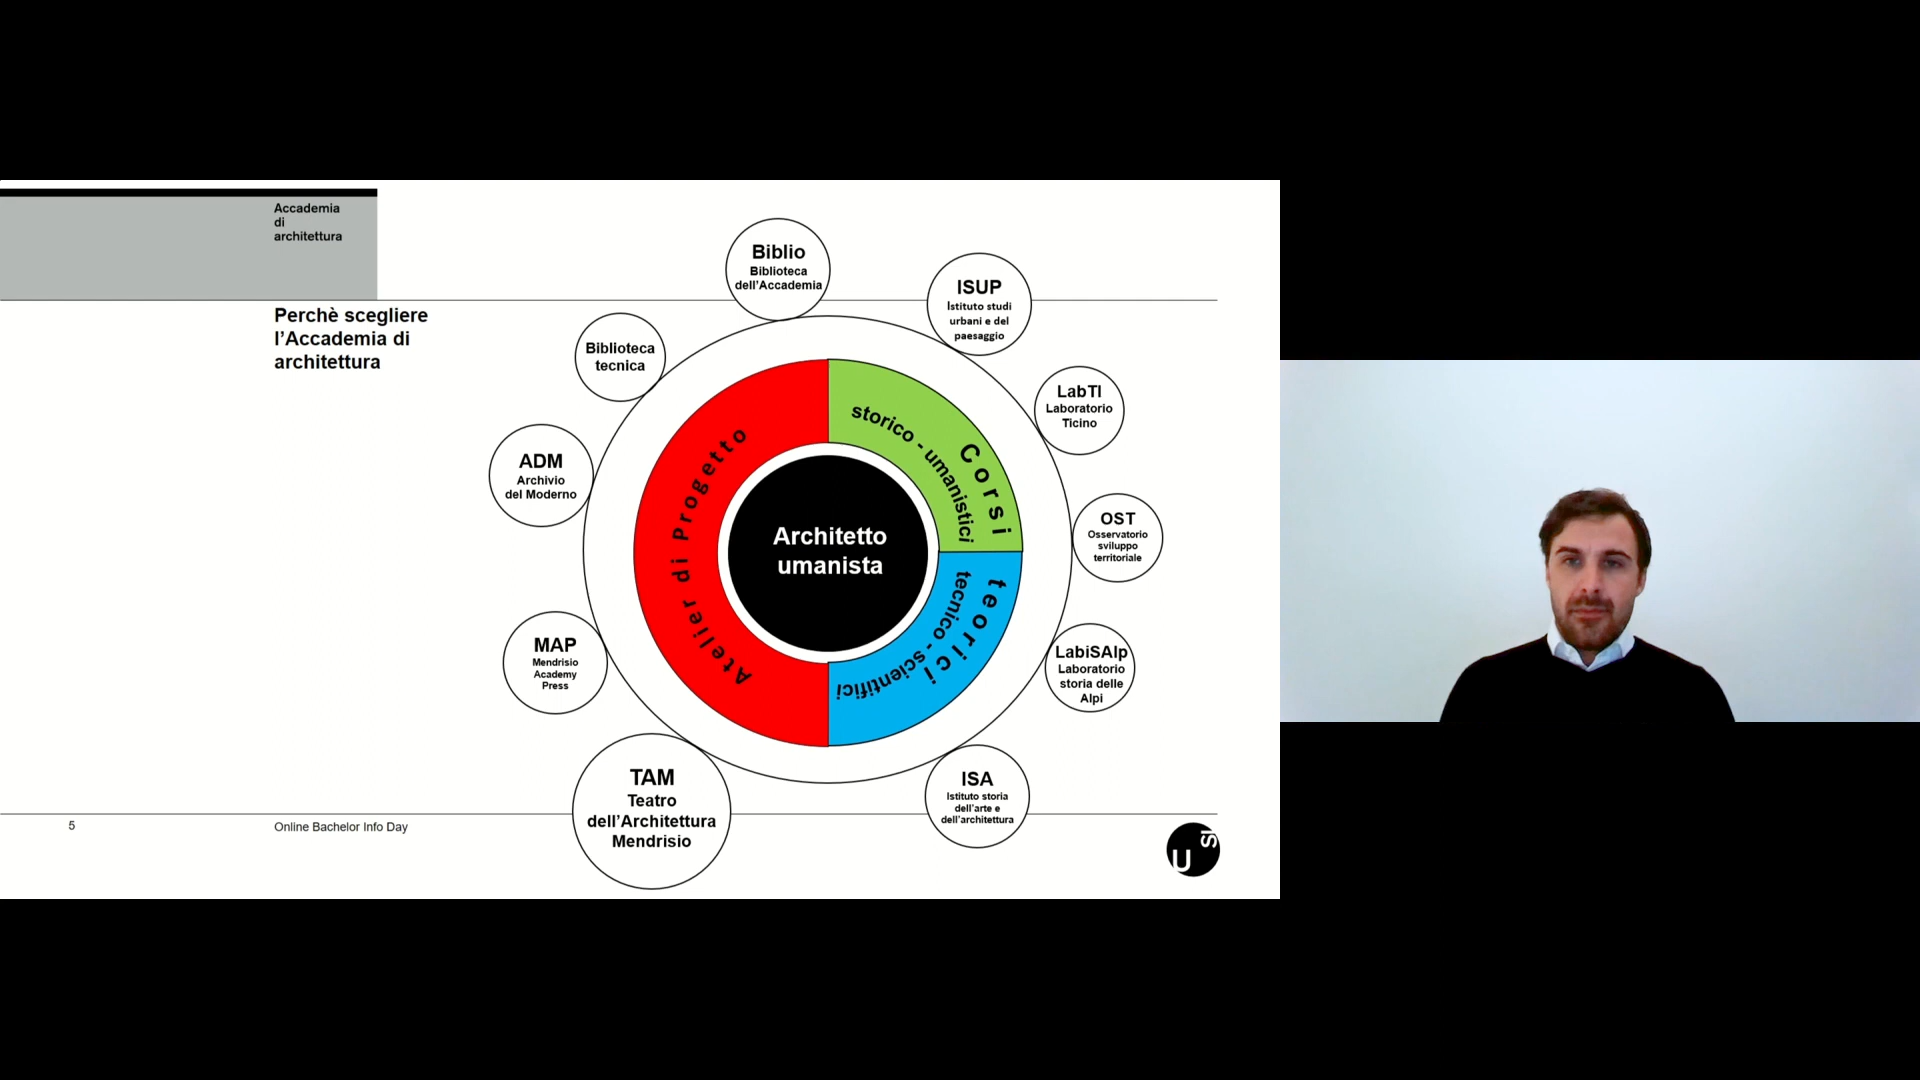 Accademia
di
architettura
Perchè scegliere
l'Accademia di
architettura
Biblio
Biblioteca
dell'Accademia
ISUP
Istituto studi
urbani e del
paesaggio
Biblioteca
tecnica
LabTI
Laboratorio
Ticino
ADM
Archivio
del Moderno
OST
Osservatorio
sviluppo
territoriale
MAP
Mendrisio
Academy
Press
LabiSAlp
Laboratorio
storia delle
Alpi
TAM
Teatro
dell'Architettura
Mendrisio
ISA
Istituto storia
dell'arte e
dell'architettura
Atelier di Progetto
Corsi teorici
storico - umanistici
tecnico - scientifici
Architetto
umanista
5
Online Bachelor Info Day
U
SI